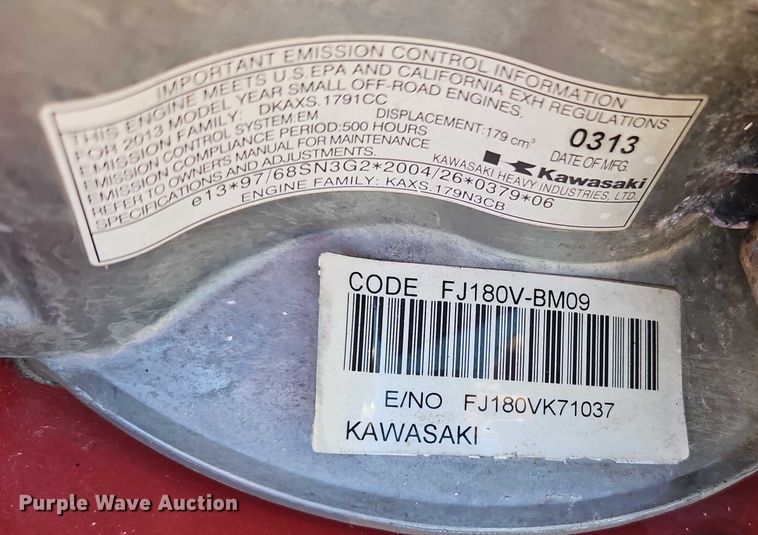 IMPORTANT EMISSION CONTROL INFORMATION
THIS ENGINE MEETS U.S.EPA AND CALIFORNIA EXH REGULATIONS
FOR 2013 MODEL YEAR SMALL OFF-ROAD ENGINES.
EMISSION FAMILY: DKAXS.1791CC
EMISSION CONTROL SYSTEM:EM DISPLACEMENT:179 cm³
EMISSION COMPLIANCE PERIOD:500 HOURS
REFER TO OWNER'S MANUAL FOR MAINTENANCE
SPECIFICATIONS AND ADJUSTMENTS.
0313
DATE OF MFG.
Kawasaki
KAWASAKI HEAVY INDUSTRIES, LTD.
e13*97/68SN3G2*2004/26*0379*06
ENGINE FAMILY: KAXS.179N3CB
CODE FJ180V-BM09
E/NO FJ180VK71037
KAWASAKI
Purple Wave Auction